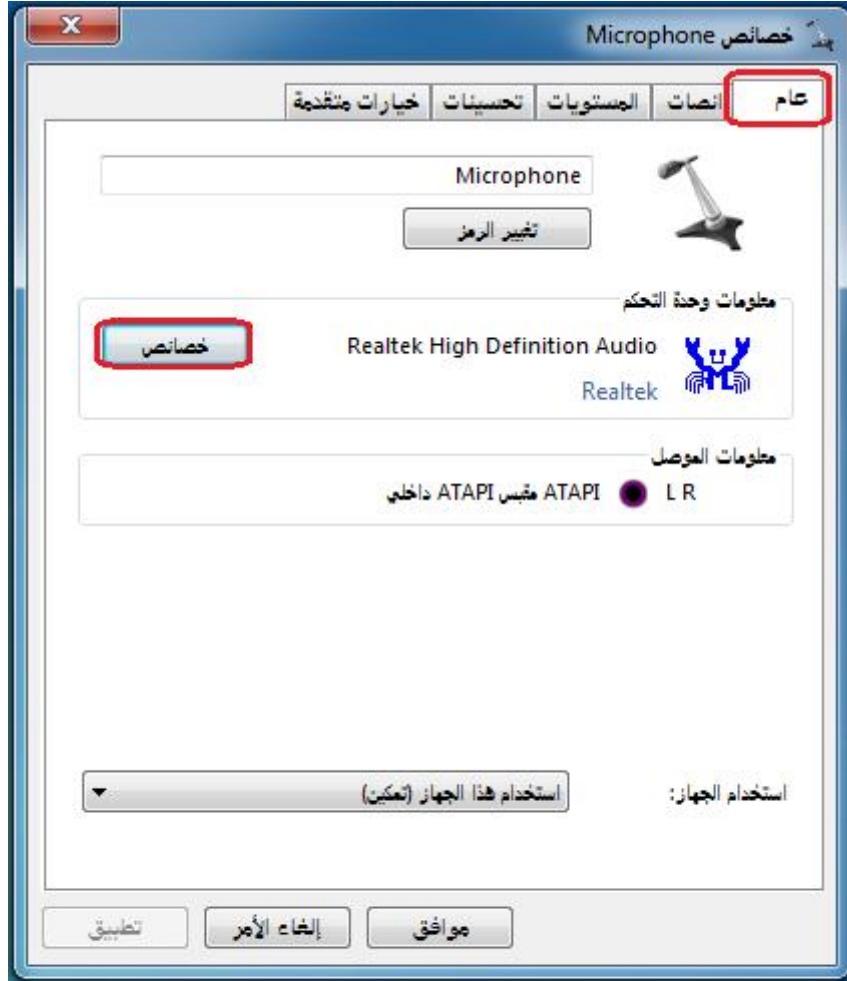 خصائص Microphone
عام انصات المستويات تحسينات خيارات متقدمة
Microphone
تغيير الرمز
معلومات وحدة التحكم
Realtek High Definition Audio خصائص
Realtek
معلومات الموصل
L R ATAPI مقبس ATAPI داخلي
استخدام الجهاز: استخدام هذا الجهاز (تمكين)
موافق إلغاء الأمر تطبيق